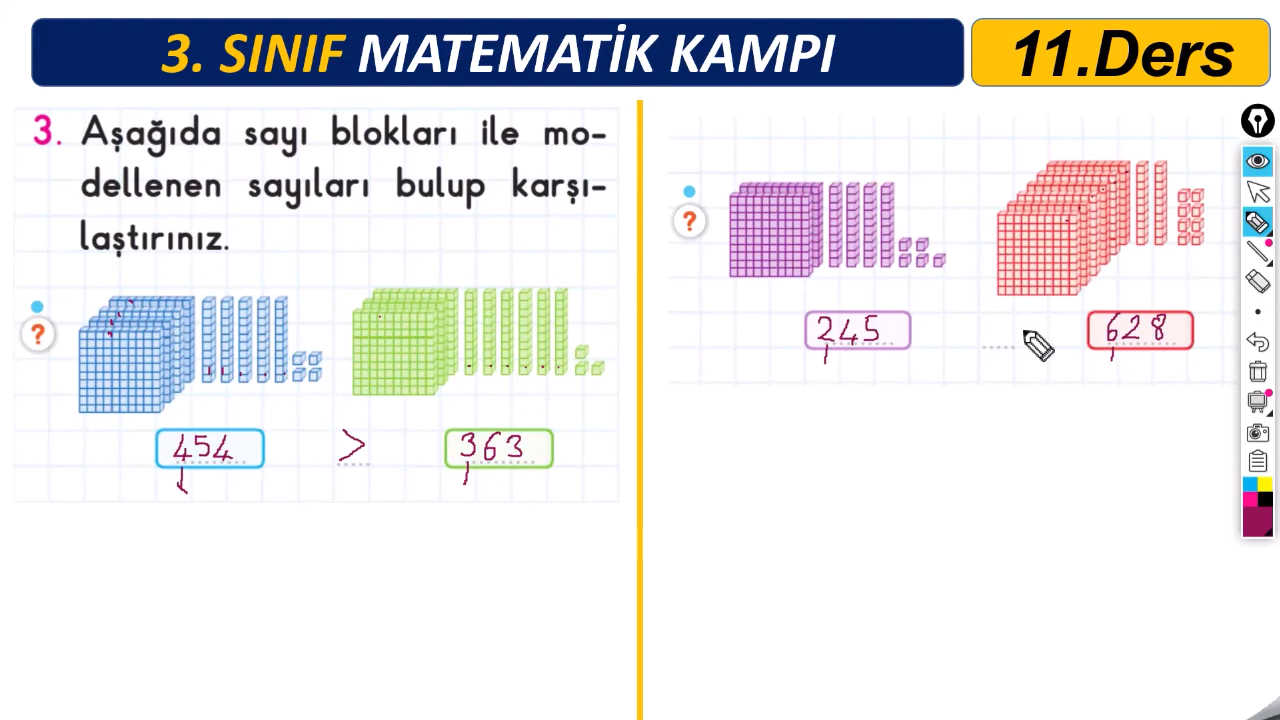 3. SINIF MATEMATİK KAMPI
11.Ders
3. Aşağıda sayı blokları ile mo-
dellenen sayıları bulup karşı-
laştırınız.
?
454 > 363
?
245 ..... 628